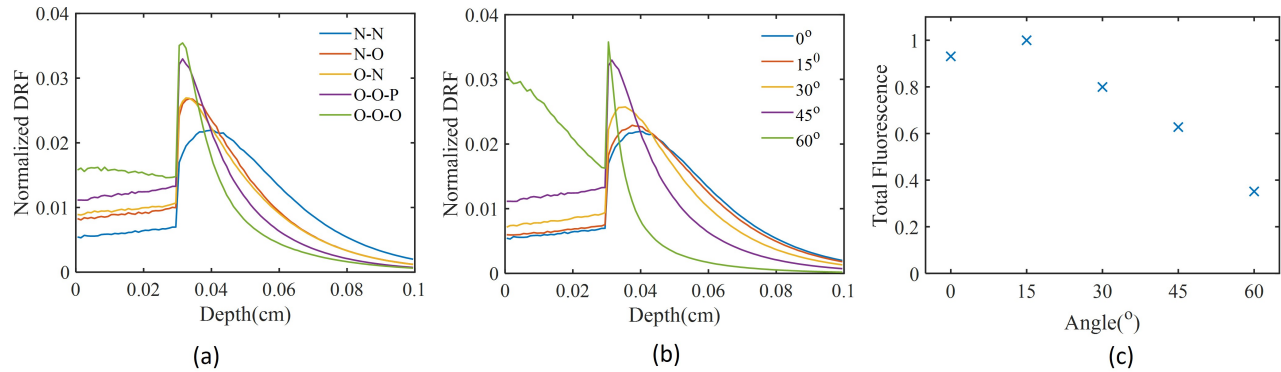 0.04
0.03
0.02
0.01
0
Normalized DRF
N-N
N-O
O-N
O-O-P
O-O-O
0 0.02 0.04 0.06 0.08 0.1
Depth(cm)
(a)
0.04
0.03
0.02
0.01
0
Normalized DRF
0°
15⁰
30°
45°
60°
0 0.02 0.04 0.06 0.08 0.1
Depth(cm)
(b)
1
0.8
0.6
0.4
0.2
0
Total Fluorescence
0 15 30 45 60
Angle(°)
(c)